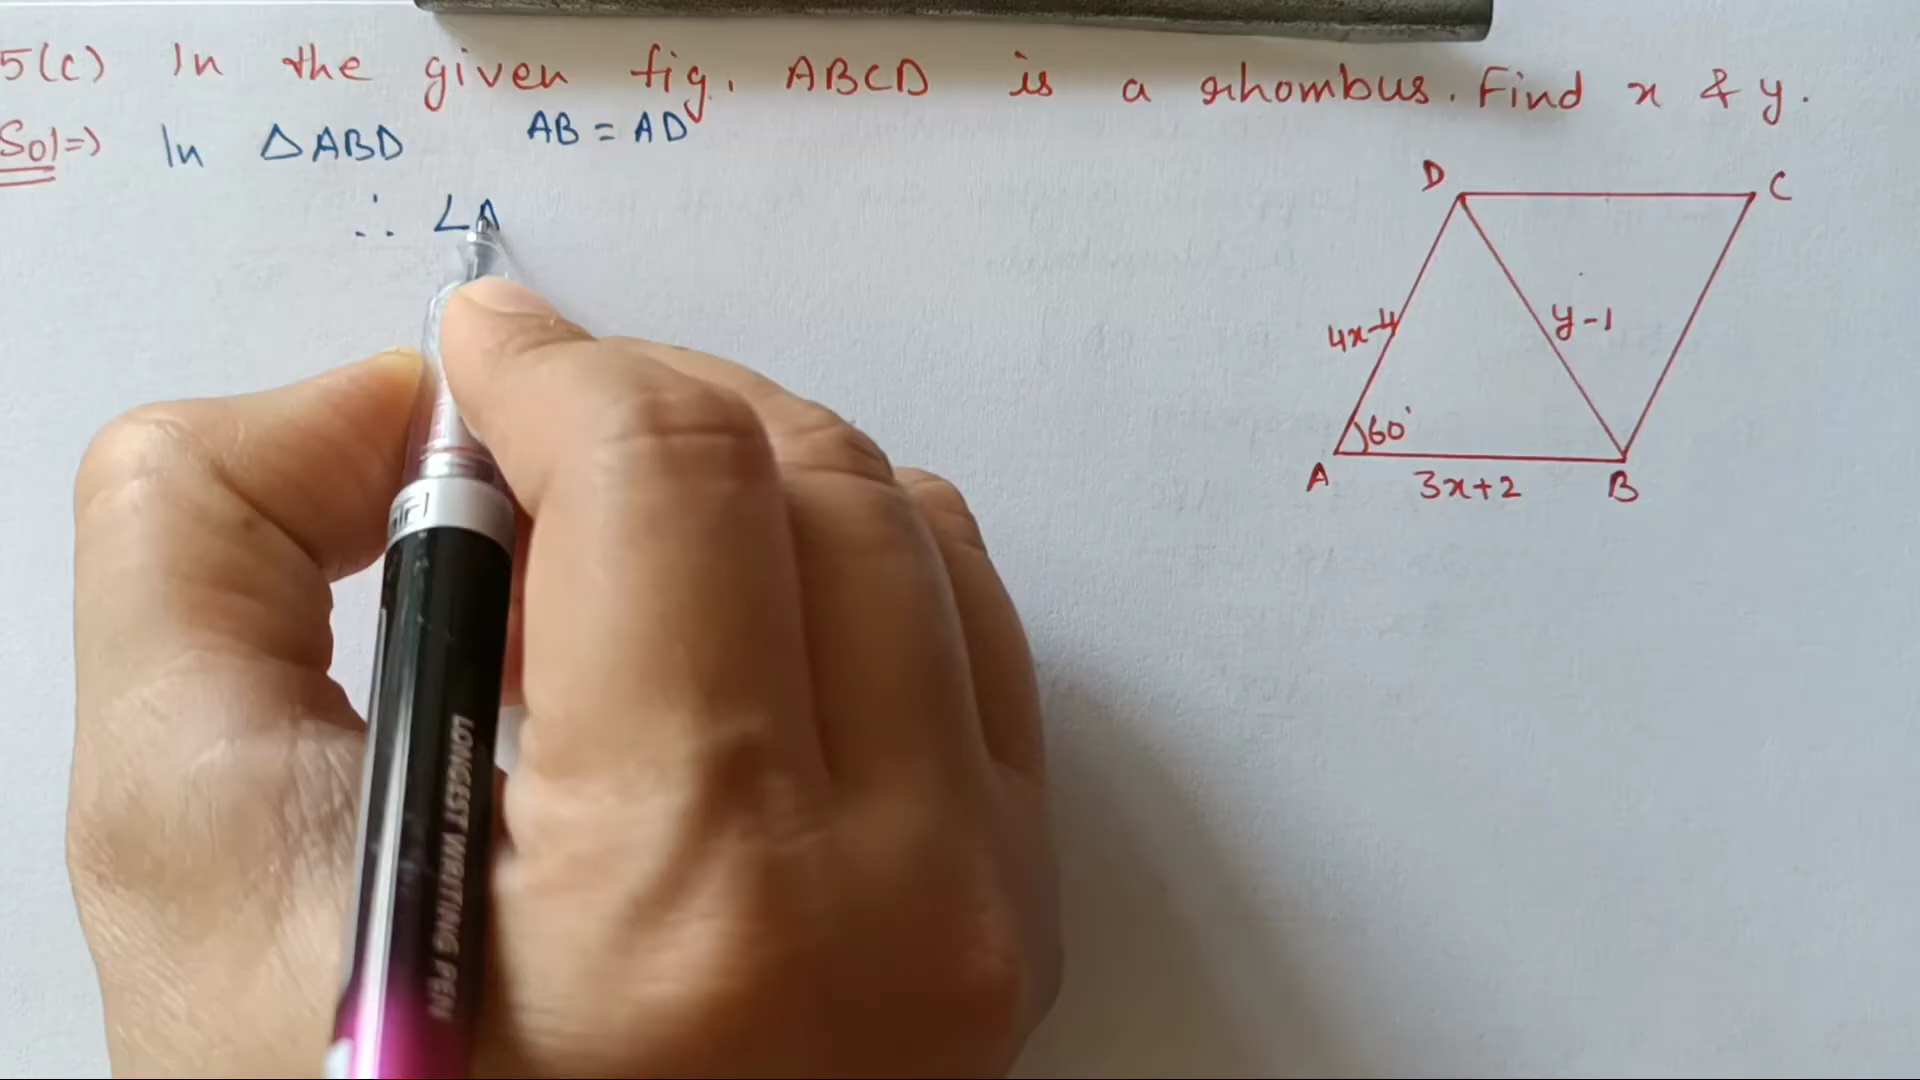 5(c) In the given fig. ABCD is a rhombus. Find x & y.
Sol=> In △ABD AB = AD
∴ ∠A
D C
4x-4 y-1
60°
A 3x+2 B
LONGEST WRITING PEN